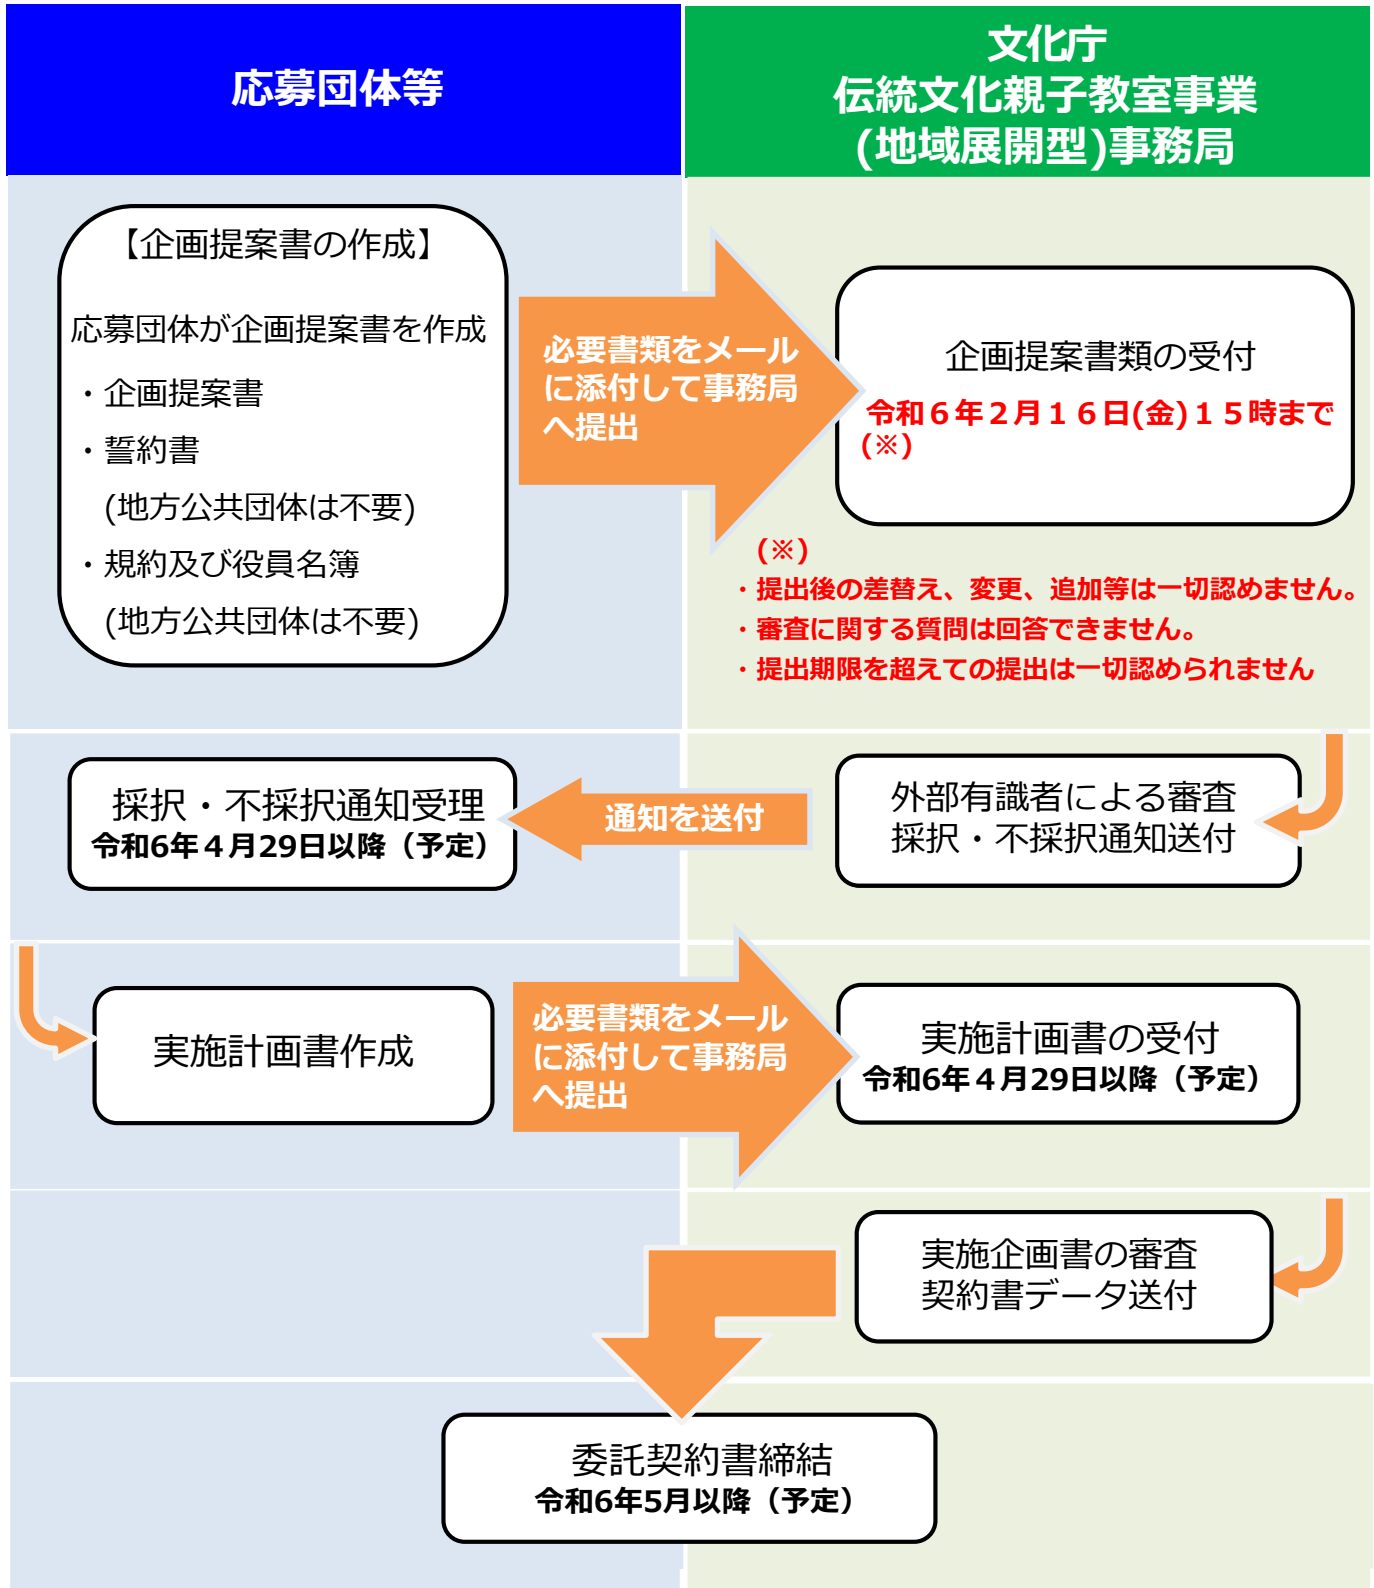 応募団体等
文化庁
伝統文化親子教室事業
(地域展開型)事務局
【企画提案書の作成】
応募団体が企画提案書を作成
・企画提案書
・誓約書
(地方公共団体は不要)
・規約及び役員名簿
(地方公共団体は不要)
必要書類をメール
に添付して事務局
へ提出
企画提案書類の受付
令和６年２月１６日(金)１５時まで
(※)
(※)
・提出後の差替え、変更、追加等は一切認めません。
・審査に関する質問は回答できません。
・提出期限を超えての提出は一切認められません
外部有識者による審査
採択・不採択通知送付
通知を送付
採択・不採択通知受理
令和6年４月29日以降（予定）
実施計画書作成
必要書類をメール
に添付して事務局
へ提出
実施計画書の受付
令和6年４月29日以降（予定）
実施企画書の審査
契約書データ送付
委託契約書締結
令和6年5月以降（予定）